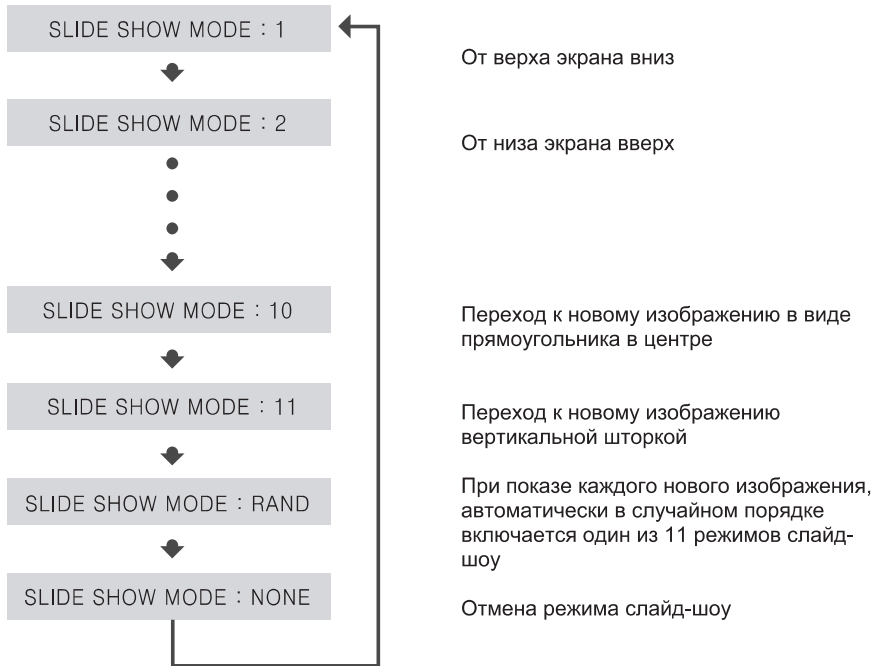 SLIDE SHOW MODE : 1
От верха экрана вниз
SLIDE SHOW MODE : 2
От низа экрана вверх
SLIDE SHOW MODE : 10
Переход к новому изображению в виде
прямоугольника в центре
SLIDE SHOW MODE : 11
Переход к новому изображению
вертикальной шторкой
SLIDE SHOW MODE : RAND
При показе каждого нового изображения,
автоматически в случайном порядке
включается один из 11 режимов слайд-
шоу
SLIDE SHOW MODE : NONE
Отмена режима слайд-шоу